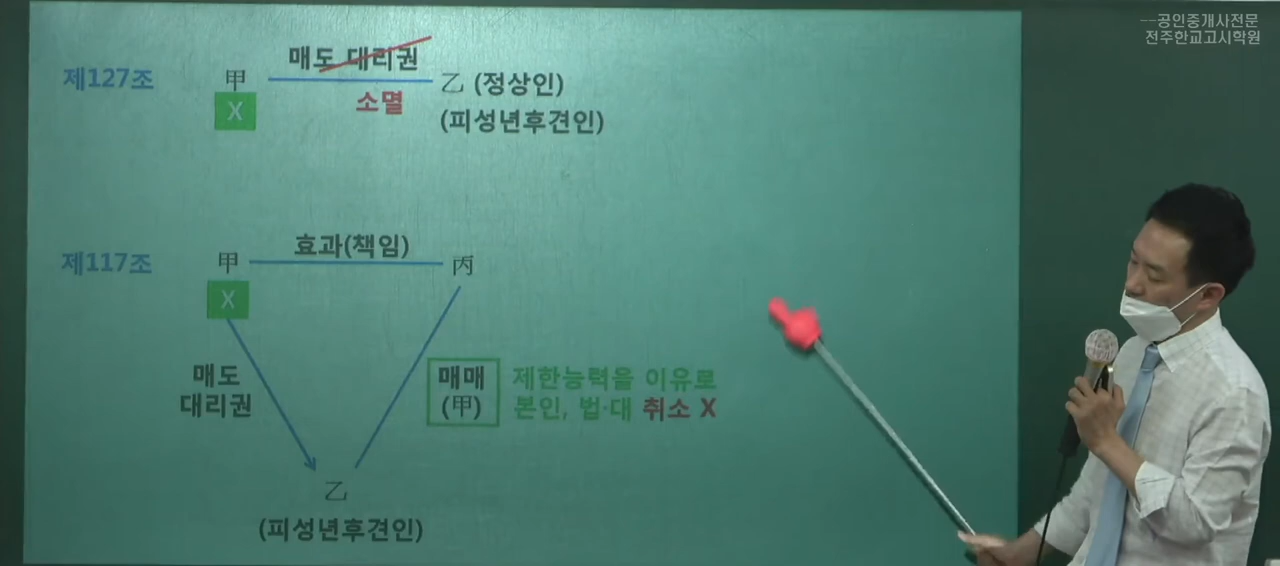 --공인중개사전문
전주한교고시학원
제127조
甲
X
매도 대리권
소멸
乙 (정상인)
(피성년후견인)
제117조
甲
X
효과(책임)
丙
매도
대리권
매매
(甲)
제한능력을 이유로
본인, 법·대 취소 X
乙
(피성년후견인)